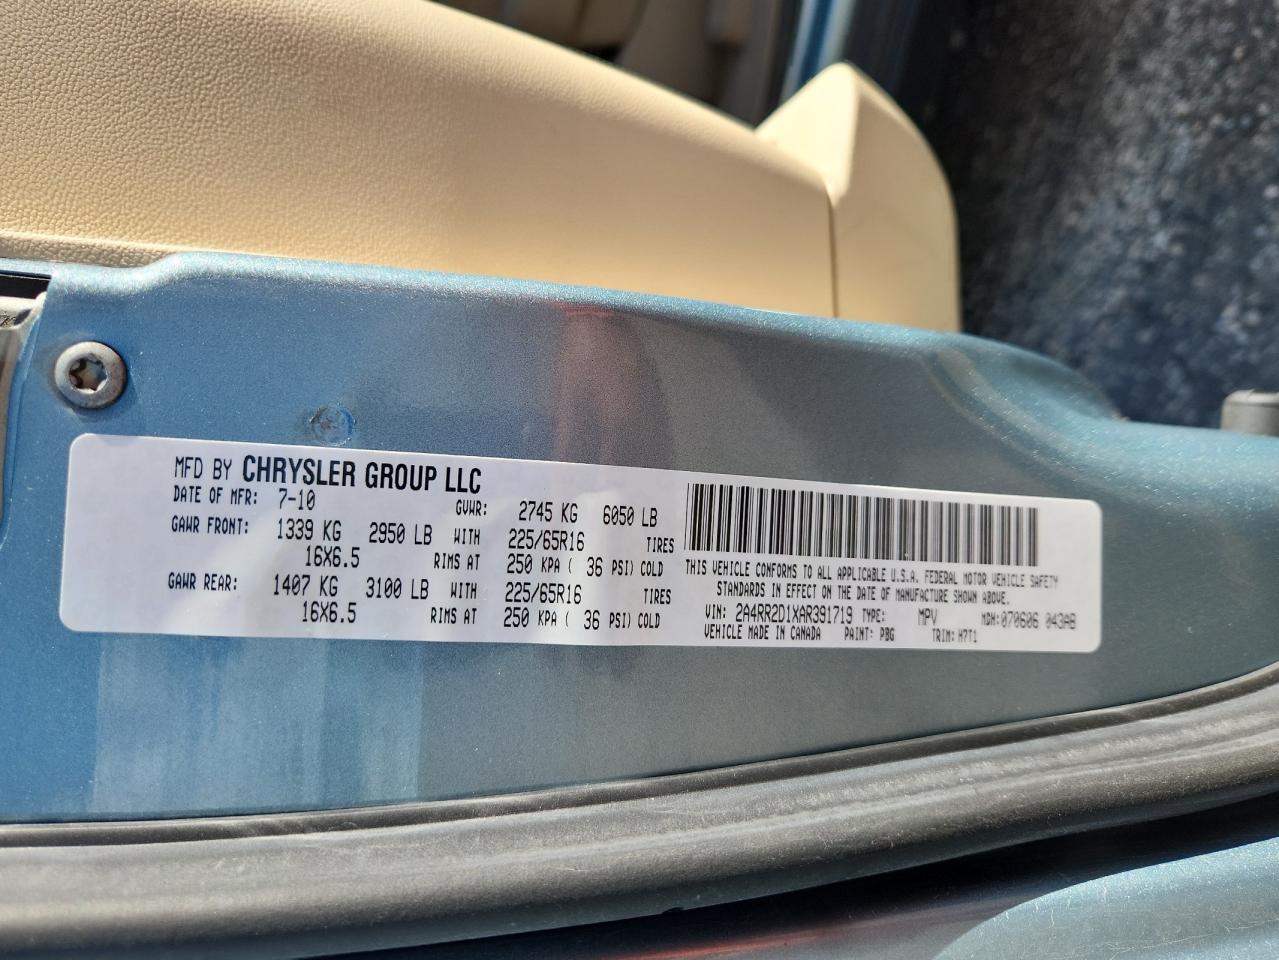 MFD BY CHRYSLER GROUP LLC
DATE OF MFR: 7-10 GVWR: 2745 KG 6050 LB
GAWR FRONT: 1339 KG 2950 LB WITH 225/65R16 TIRES
16X6.5 RIMS AT 250 KPA ( 36 PSI) COLD
GAWR REAR: 1407 KG 3100 LB WITH 225/65R16 TIRES
16X6.5 RIMS AT 250 KPA ( 36 PSI) COLD
THIS VEHICLE CONFORMS TO ALL APPLICABLE U.S.A. FEDERAL MOTOR VEHICLE SAFETY
STANDARDS IN EFFECT ON THE DATE OF MANUFACTURE SHOWN ABOVE.
VIN: 2A4RR2D1XAR391719 TYPE: MPV MDH:070606 043AB
VEHICLE MADE IN CANADA PAINT: PBG TRIM: H7T1